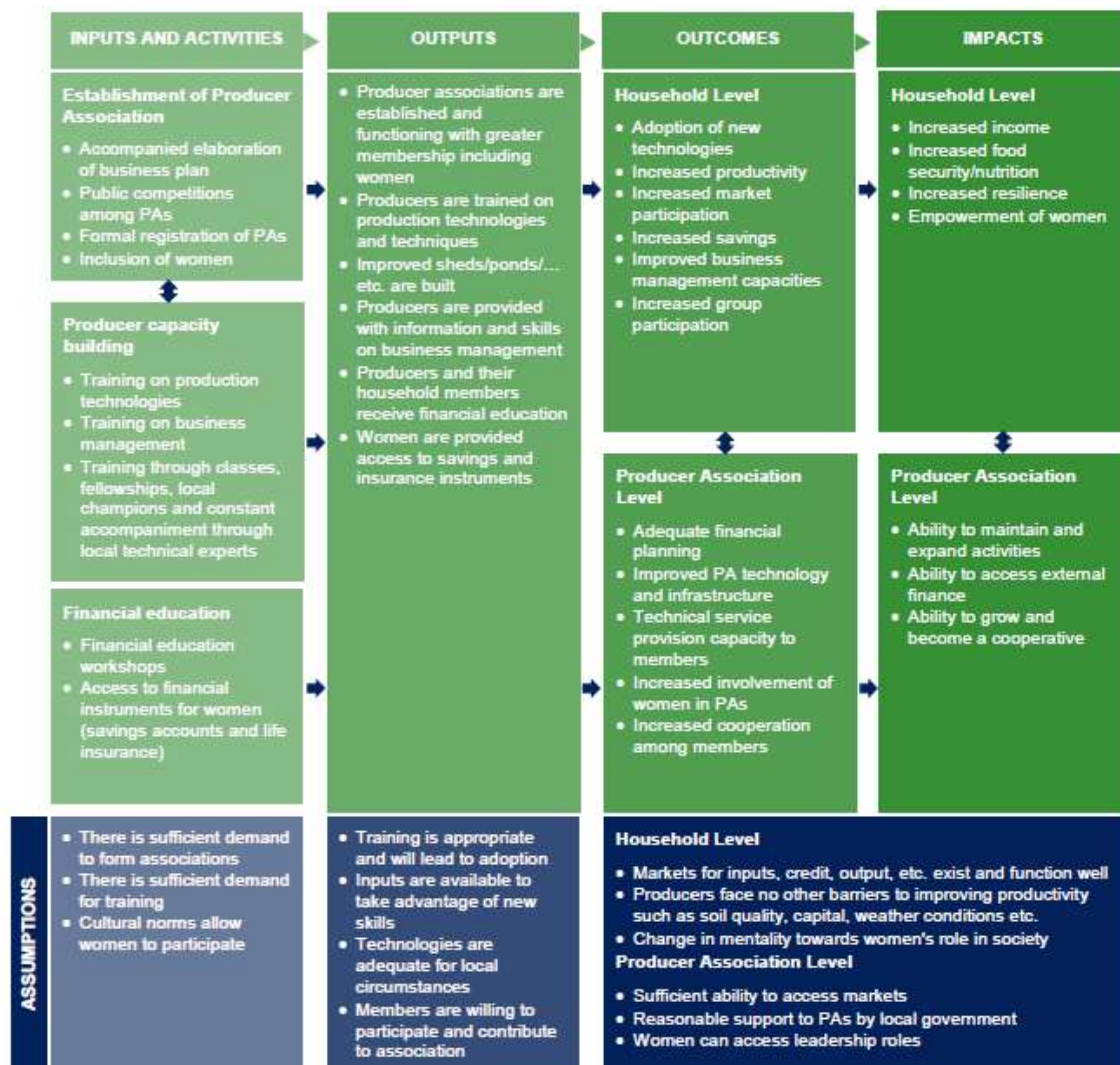 INPUTS AND ACTIVITIES
OUTPUTS
OUTCOMES
IMPACTS
Establishment of Producer
Association
• Accompanied elaboration
of business plan
• Public competitions
among PAs
• Formal registration of PAs
• Inclusion of women
Producer capacity
building
• Training on production
technologies
• Training on business
management
• Training through classes,
fellowships, local
champions and constant
accompaniment through
local technical experts
Financial education
• Financial education
workshops
• Access to financial
instruments for women
(savings accounts and life
insurance)
• Producer associations are
established and
functioning with greater
membership including
women
• Producers are trained on
production technologies
and techniques
• Improved sheds/ponds/…
etc. are built
• Producers are provided
with information and skills
on business management
• Producers and their
household members
receive financial education
• Women are provided
access to savings and
insurance instruments
Household Level
• Adoption of new
technologies
• Increased productivity
• Increased market
participation
• Increased savings
• Improved business
management capacities
• Increased group
participation
Producer Association
Level
• Adequate financial
planning
• Improved PA technology
and infrastructure
• Technical service
provision capacity to
members
• Increased involvement of
women in PAs
• Increased cooperation
among members
Household Level
• Increased income
• Increased food
security/nutrition
• Increased resilience
• Empowerment of women
Producer Association
Level
• Ability to maintain and
expand activities
• Ability to access external
finance
• Ability to grow and
become a cooperative
ASSUMPTIONS
• There is sufficient demand
to form associations
• There is sufficient demand
for training
• Cultural norms allow
women to participate
• Training is appropriate
and will lead to adoption
• Inputs are available to
take advantage of new
skills
• Technologies are
adequate for local
circumstances
• Members are willing to
participate and contribute
to association
Household Level
• Markets for inputs, credit, output, etc. exist and function well
• Producers face no other barriers to improving productivity
such as soil quality, capital, weather conditions etc.
• Change in mentality towards women's role in society
Producer Association Level
• Sufficient ability to access markets
• Reasonable support to PAs by local government
• Women can access leadership roles